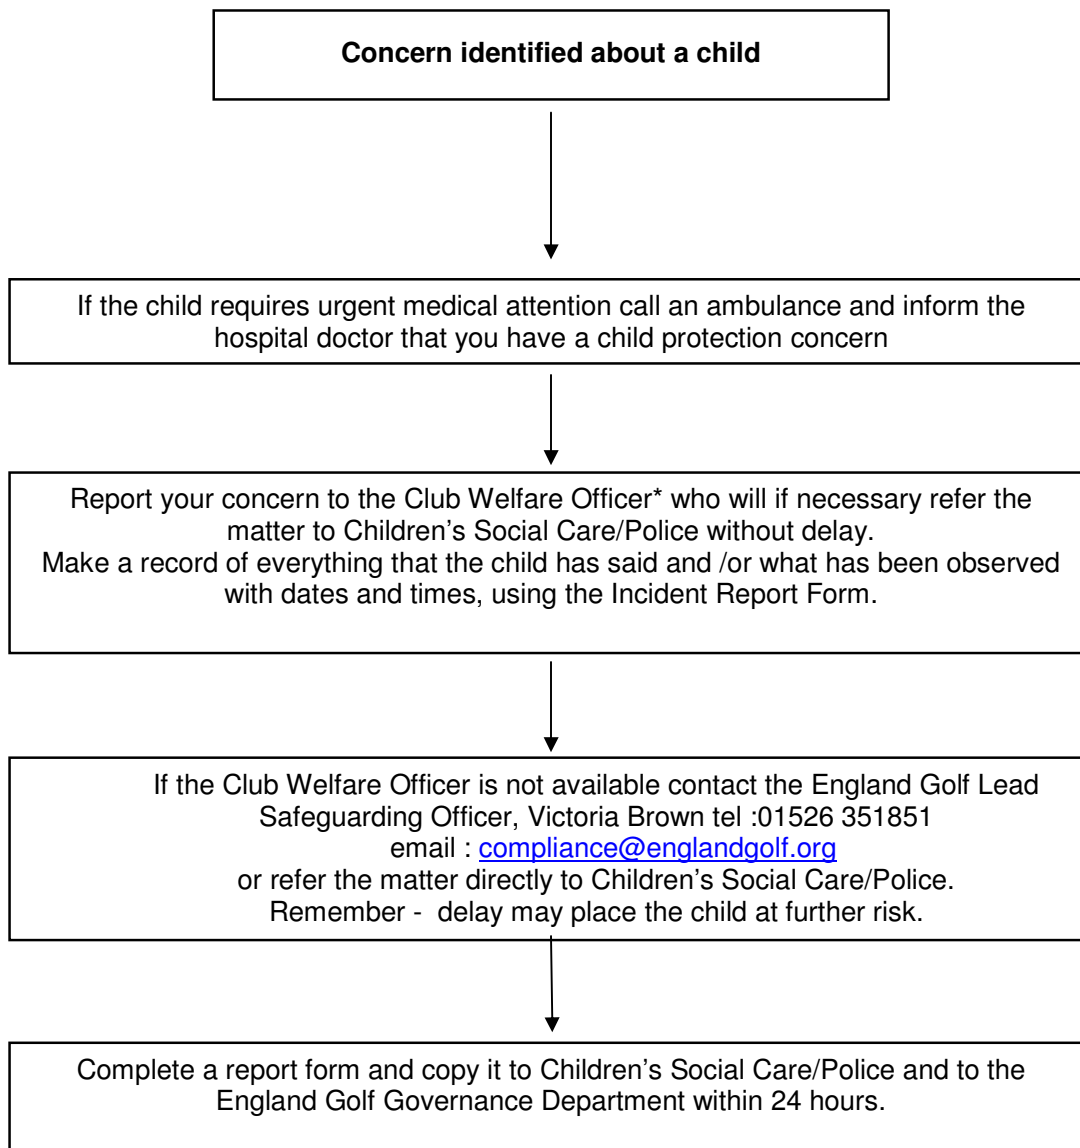 Concern identified about a child
If the child requires urgent medical attention call an ambulance and inform the
hospital doctor that you have a child protection concern
Report your concern to the Club Welfare Officer* who will if necessary refer the
matter to Children’s Social Care/Police without delay.
Make a record of everything that the child has said and /or what has been observed
with dates and times, using the Incident Report Form.
If the Club Welfare Officer is not available contact the England Golf Lead
Safeguarding Officer, Victoria Brown tel :01526 351851
email : compliance@englandgolf.org
or refer the matter directly to Children’s Social Care/Police.
Remember -  delay may place the child at further risk.
Complete a report form and copy it to Children’s Social Care/Police and to the
England Golf Governance Department within 24 hours.